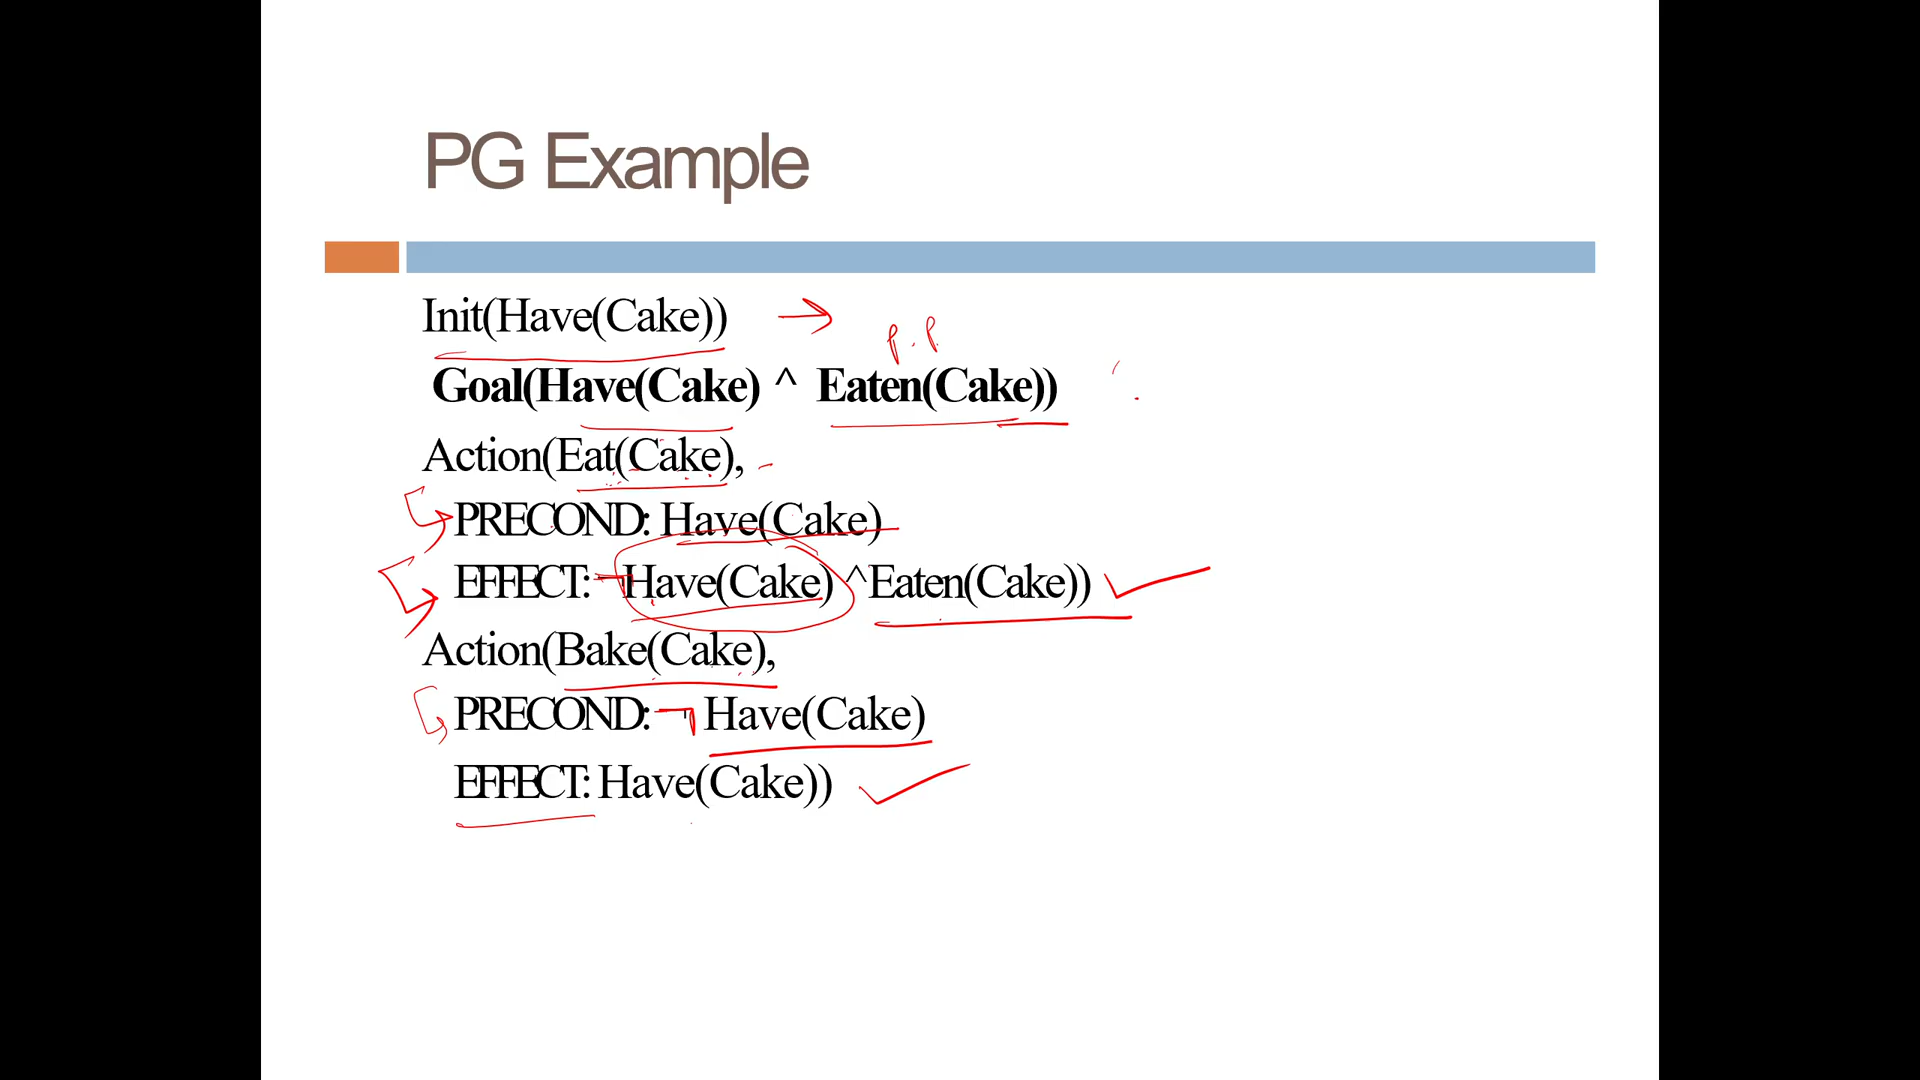 PG Example
Init(Have(Cake))
p.p
Goal(Have(Cake) ^ Eaten(Cake))
Action(Eat(Cake),
PRECOND: Have(Cake)
EFFECT: ¬Have(Cake) ^Eaten(Cake))
Action(Bake(Cake),
PRECOND: ¬ Have(Cake)
EFFECT: Have(Cake))